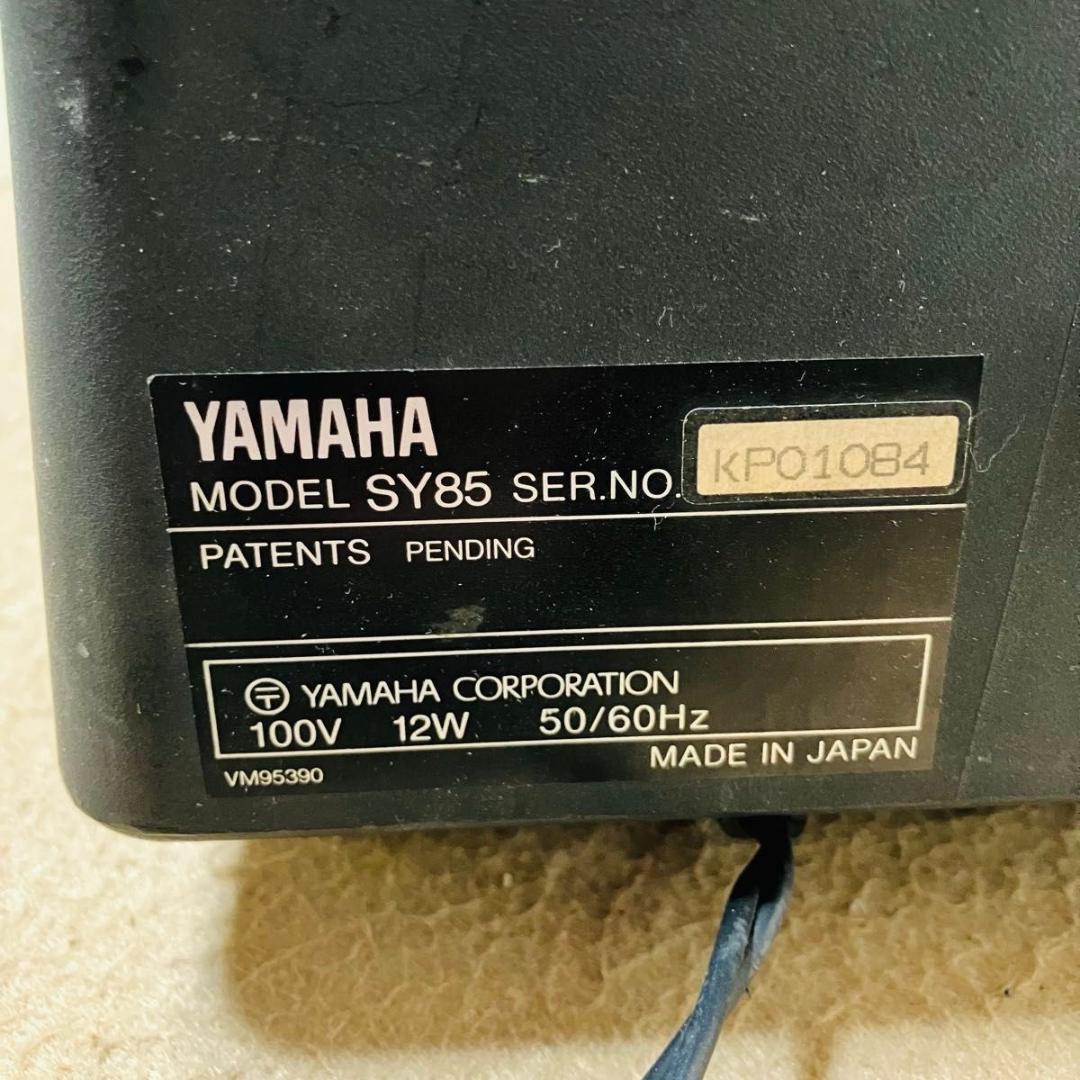 YAMAHA
MODEL SY85 SER.NO. KP01084
PATENTS PENDING
〶 YAMAHA CORPORATION
100V 12W 50/60Hz
MADE IN JAPAN
VM95390